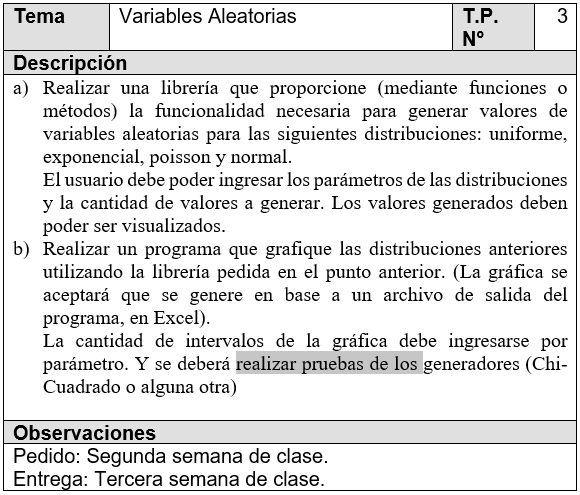 Tema Variables Aleatorias T.P. 3
Nº
Descripción
a) Realizar una librería que proporcione (mediante funciones o
métodos) la funcionalidad necesaria para generar valores de
variables aleatorias para las siguientes distribuciones: uniforme,
exponencial, poisson y normal.
El usuario debe poder ingresar los parámetros de las distribuciones
y la cantidad de valores a generar. Los valores generados deben
poder ser visualizados.
b) Realizar un programa que grafique las distribuciones anteriores
utilizando la librería pedida en el punto anterior. (La gráfica se
aceptará que se genere en base a un archivo de salida del
programa, en Excel).
La cantidad de intervalos de la gráfica debe ingresarse por
parámetro. Y se deberá realizar pruebas de los generadores (Chi-
Cuadrado o alguna otra)
Observaciones
Pedido: Segunda semana de clase.
Entrega: Tercera semana de clase.